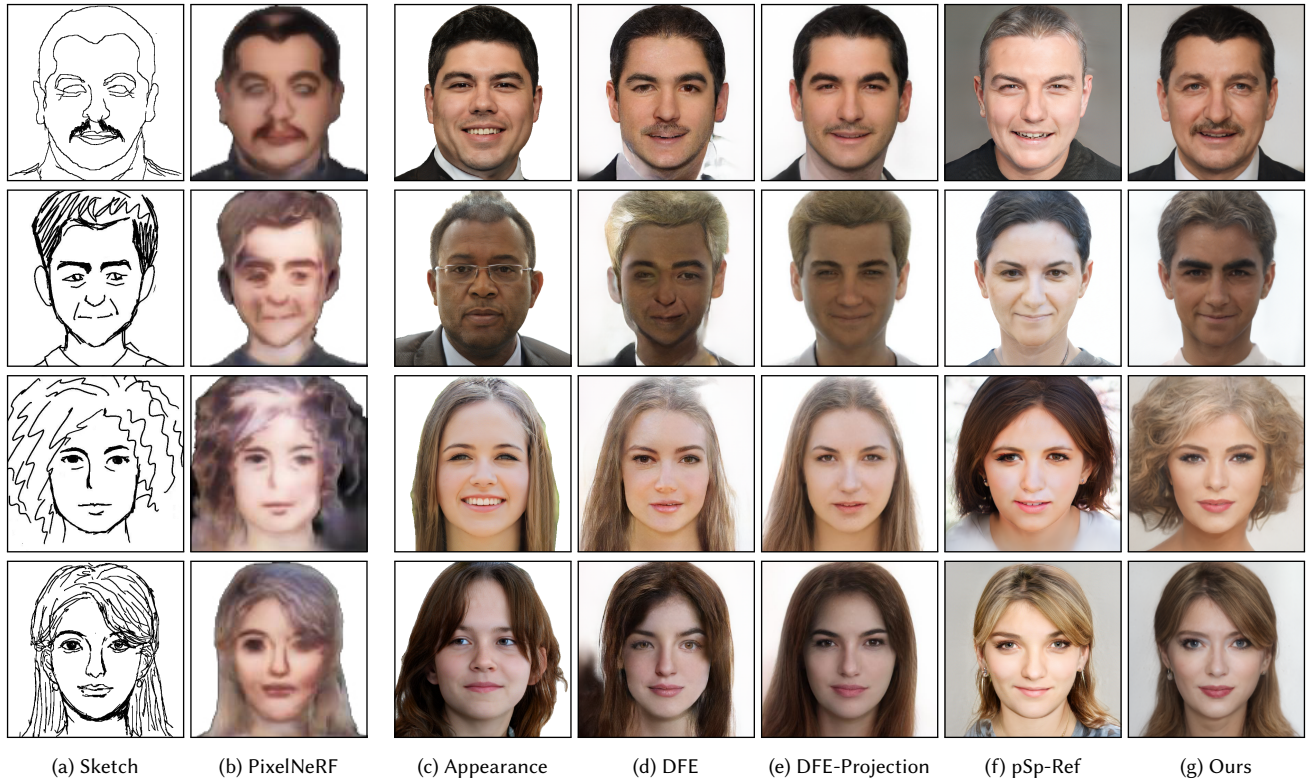 (a) Sketch (b) PixelNeRF (c) Appearance (d) DFE (e) DFE-Projection (f) pSp-Ref (g) Ours